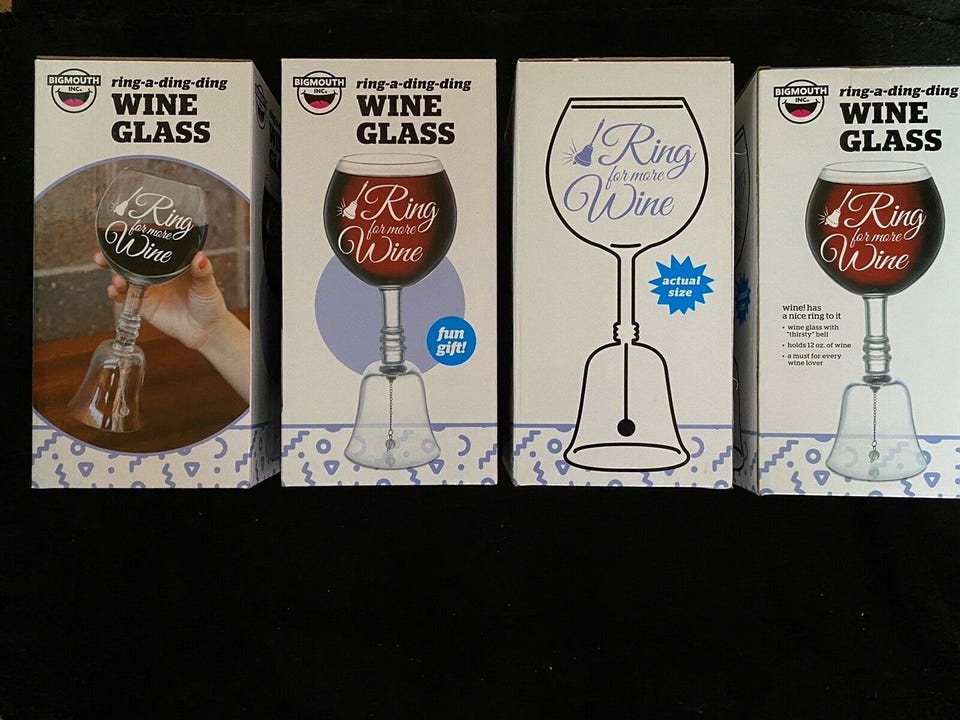 BIGMOUTH
INC.
ring-a-ding-ding
WINE
GLASS
Ring
for more
Wine
BIGMOUTH
INC.
ring-a-ding-ding
WINE
GLASS
Ring
for more
Wine
fun
gift!
Ring
for more
Wine
actual
size
BIGMOUTH
INC.
ring-a-ding-ding
WINE
GLASS
Ring
for more
Wine
wine! has
a nice ring to it
• wine glass with
"thirsty" bell
• holds 12 oz. of wine
• a must for every
wine lover